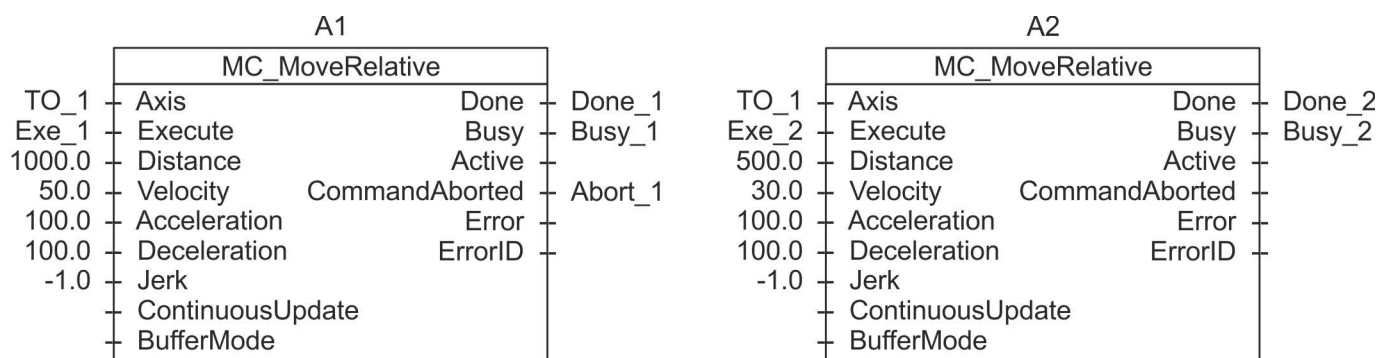 A1
MC_MoveRelative
TO_1 Axis Done Done_1
Exe_1 Execute Busy Busy_1
1000.0 Distance Active
50.0 Velocity CommandAborted Abort_1
100.0 Acceleration Error
100.0 Deceleration ErrorID
-1.0 Jerk
ContinuousUpdate
BufferMode
A2
MC_MoveRelative
TO_1 Axis Done Done_2
Exe_2 Execute Busy Busy_2
500.0 Distance Active
30.0 Velocity CommandAborted
100.0 Acceleration Error
100.0 Deceleration ErrorID
-1.0 Jerk
ContinuousUpdate
BufferMode